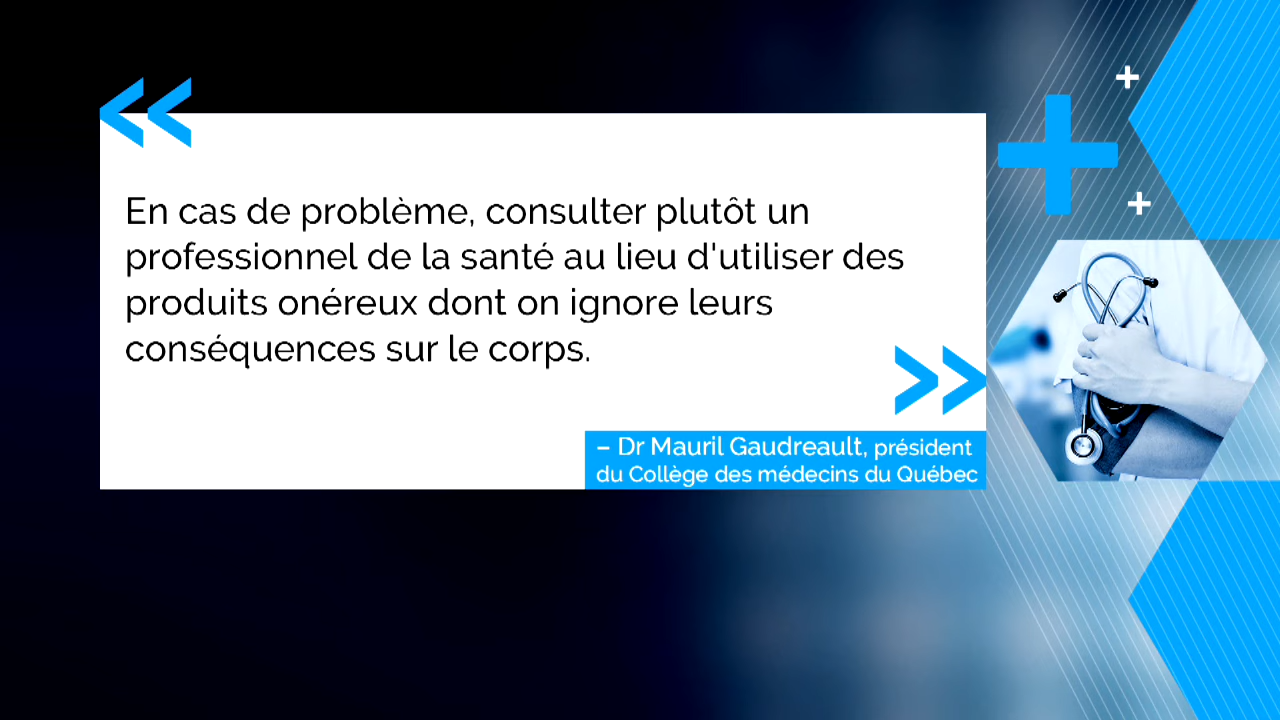 En cas de problème, consulter plutôt un
professionnel de la santé au lieu d'utiliser des
produits onéreux dont on ignore leurs
conséquences sur le corps.
– Dr Mauril Gaudreault, président
du Collège des médecins du Québec